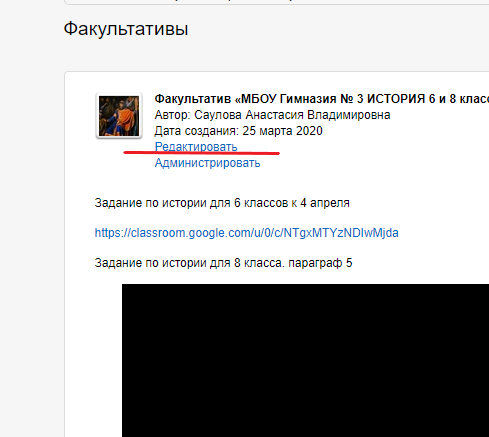 Факультативы
Факультатив «МБОУ Гимназия № 3 ИСТОРИЯ 6 и 8 класс
Автор: Саулова Анастасия Владимировна
Дата создания: 25 марта 2020
Редактировать
Администрировать
Задание по истории для 6 классов к 4 апреля
https://classroom.google.com/u/0/c/NTgxMTYzNDIwMjda
Задание по истории для 8 класса. параграф 5